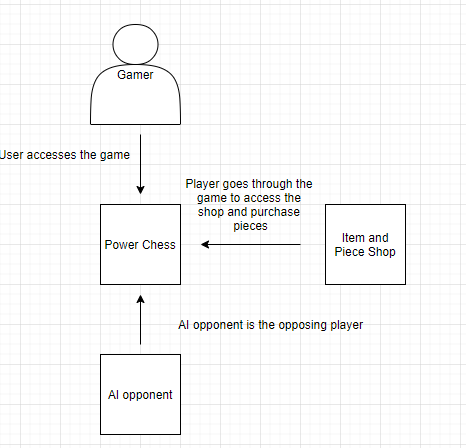 Gamer
User accesses the game
Player goes through the
game to access the
shop and purchase
pieces
Power Chess
Item and
Piece Shop
AI opponent is the opposing player
AI opponent